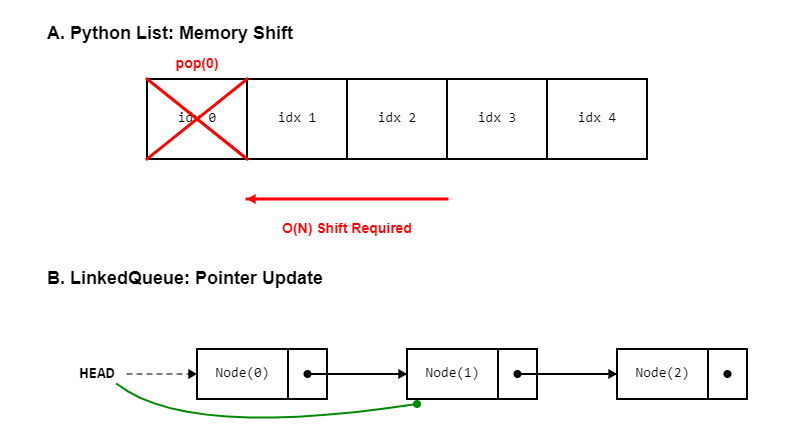 A. Python List: Memory Shift
pop(0)
idx 0 idx 1 idx 2 idx 3 idx 4
O(N) Shift Required
B. LinkedQueue: Pointer Update
HEAD Node(0) Node(1) Node(2)